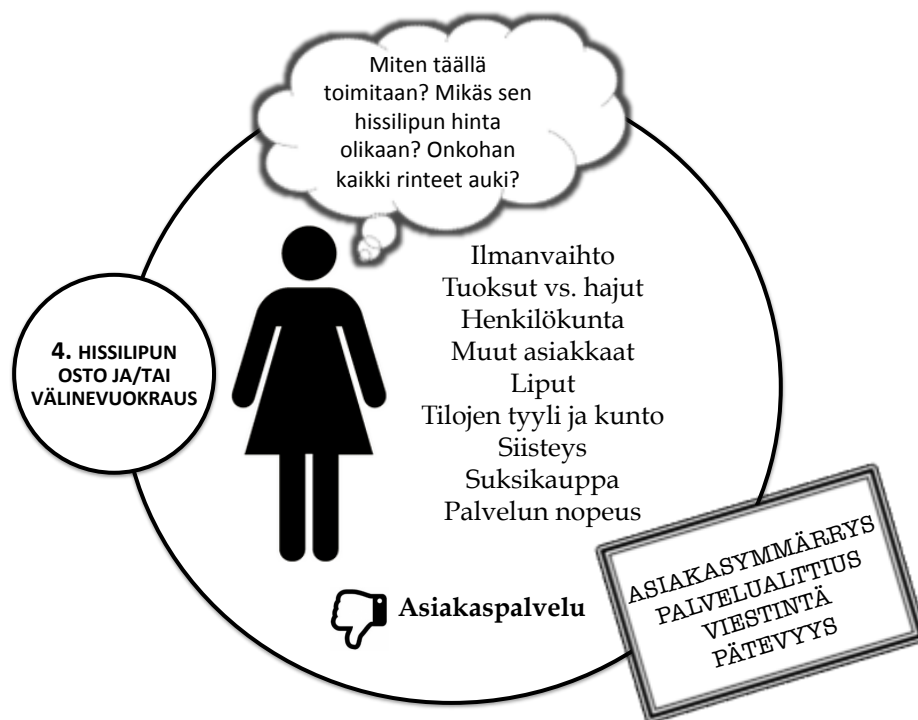 Miten täällä
toimitaan? Mikäs sen
hissilipun hinta
olikaan? Onkohan
kaikki rinteet auki?
4. HISSILIPUN
OSTO JA/TAI
VÄLINEVUOKRAUS
Ilmanvaihto
Tuoksut vs. hajut
Henkilökunta
Muut asiakkaat
Liput
Tilojen tyyli ja kunto
Siisteys
Suksikauppa
Palvelun nopeus
Asiakaspalvelu
ASIAKASYMMÄRRYS
PALVELUALTTIUS
VIESTINTÄ
PÄTEVYYS